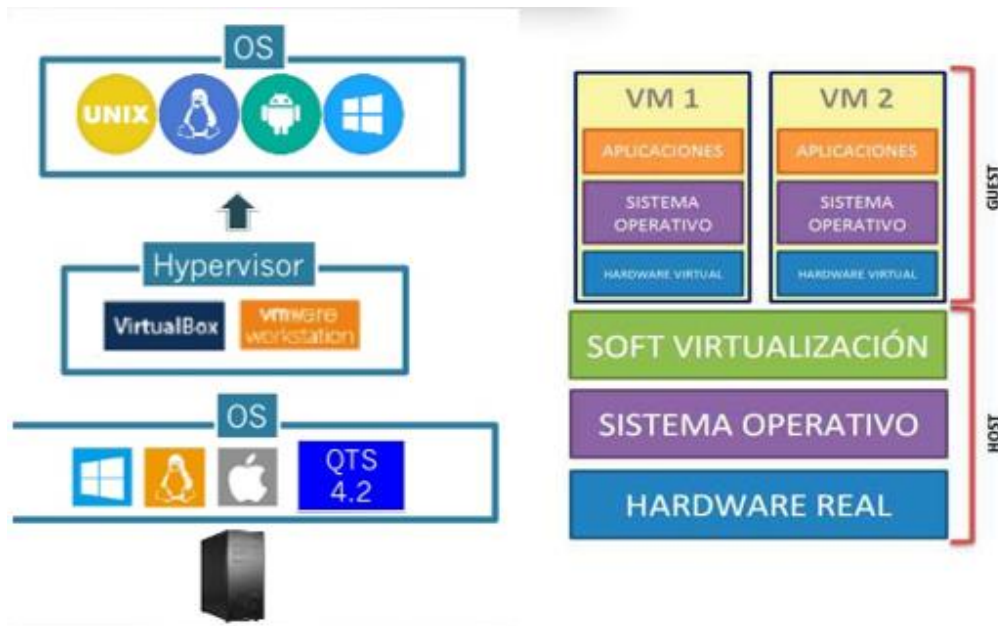 OS
UNIX
Hypervisor
VirtualBox
vmware
workstation
OS
QTS
4.2
VM 1
APLICACIONES
SISTEMA
OPERATIVO
HARDWARE VIRTUAL
VM 2
APLICACIONES
SISTEMA
OPERATIVO
HARDWARE VIRTUAL
GUEST
SOFT VIRTUALIZACIÓN
SISTEMA OPERATIVO
HARDWARE REAL
HOST